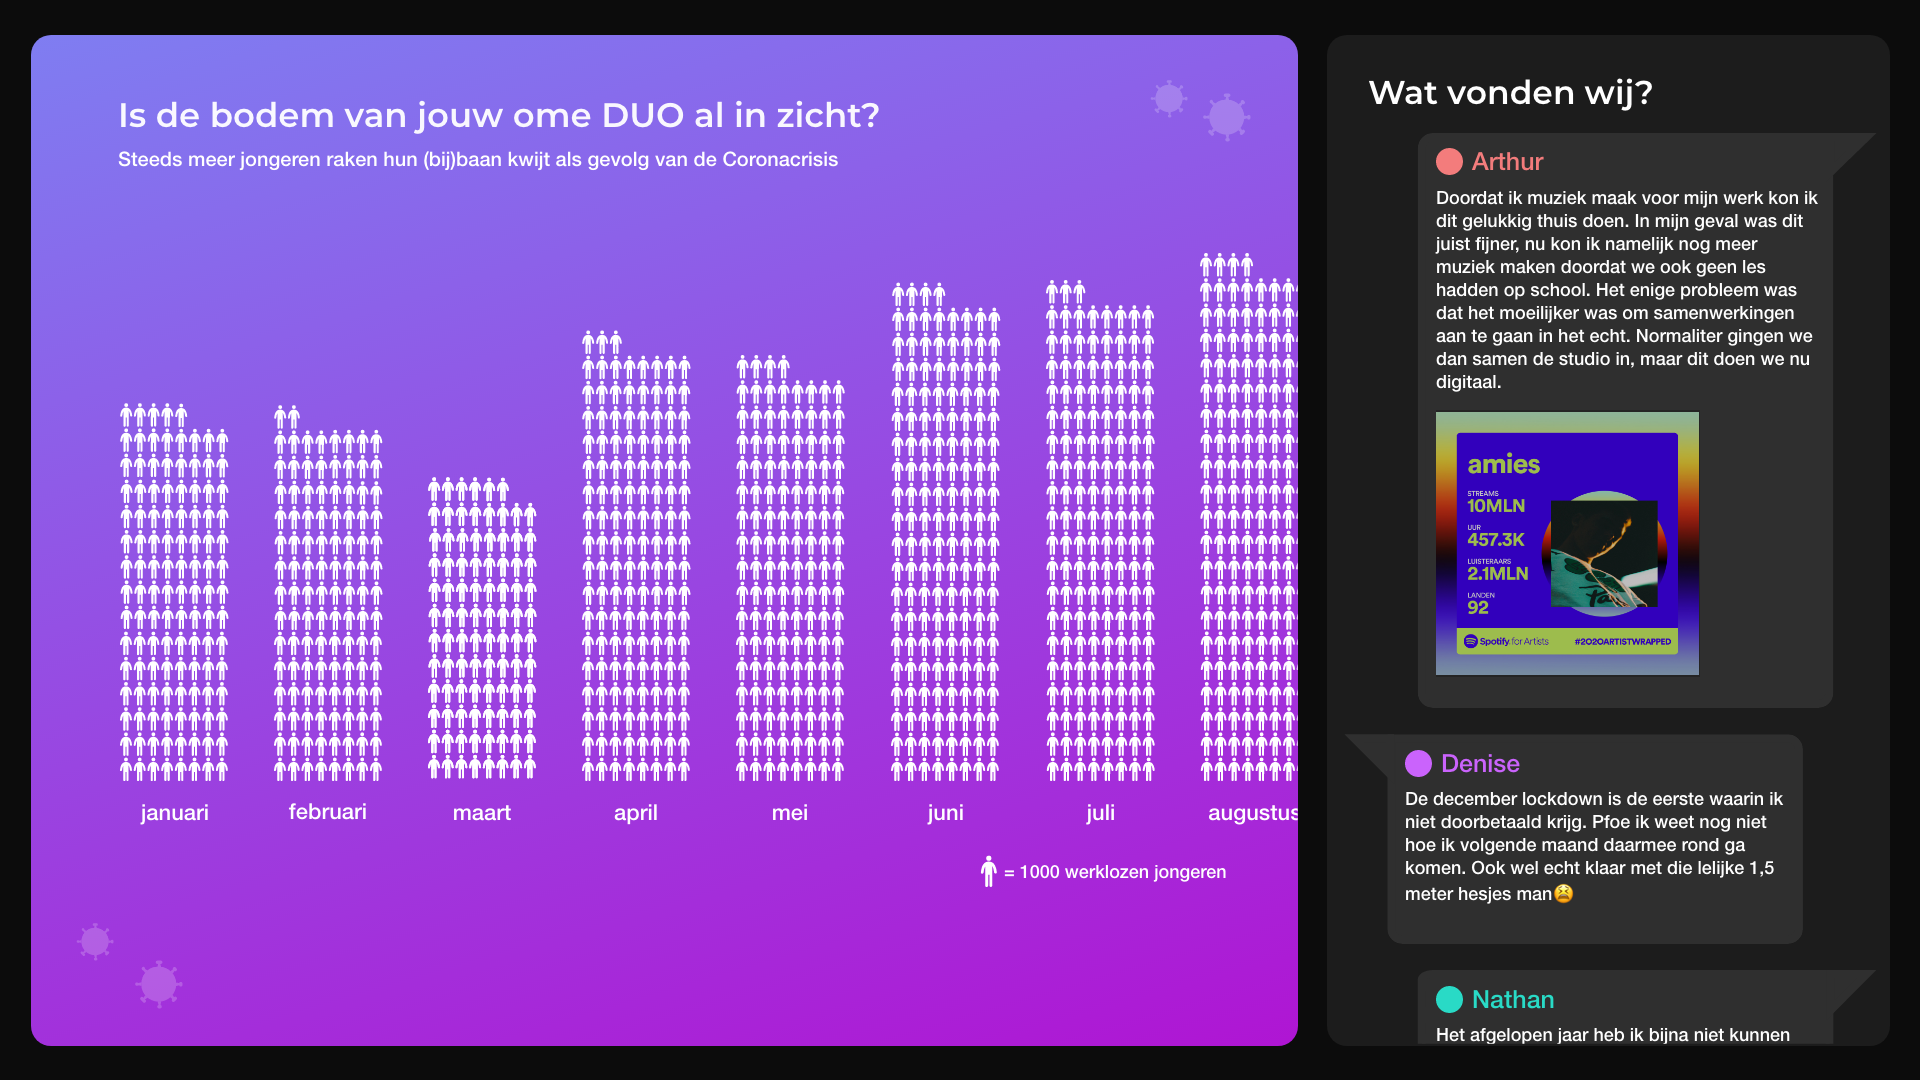 Is de bodem van jouw ome DUO al in zicht?
Steeds meer jongeren raken hun (bij)baan kwijt als gevolg van de Coronacrisis
januari
februari
maart
april
mei
juni
juli
augustus
= 1000 werklozen jongeren
Wat vonden wij?
Arthur
Doordat ik muziek maak voor mijn werk kon ik
dit gelukkig thuis doen. In mijn geval was dit
juist fijner, nu kon ik namelijk nog meer
muziek maken doordat we ook geen les
hadden op school. Het enige probleem was
dat het moeilijker was om samenwerkingen
aan te gaan in het echt. Normaliter gingen we
dan samen de studio in, maar dit doen we nu
digitaal.
amies
STREAMS
10MLN
UUR
457.3K
LUISTERAARS
2.1MLN
LANDEN
92
Spotify for Artists
#2020ARTISTWRAPPED
Denise
De december lockdown is de eerste waarin ik
niet doorbetaald krijg. Pfoe ik weet nog niet
hoe ik volgende maand daarmee rond ga
komen. Ook wel echt klaar met die lelijke 1,5
meter hesjes man😫
Nathan
Het afgelopen jaar heb ik bijna niet kunnen